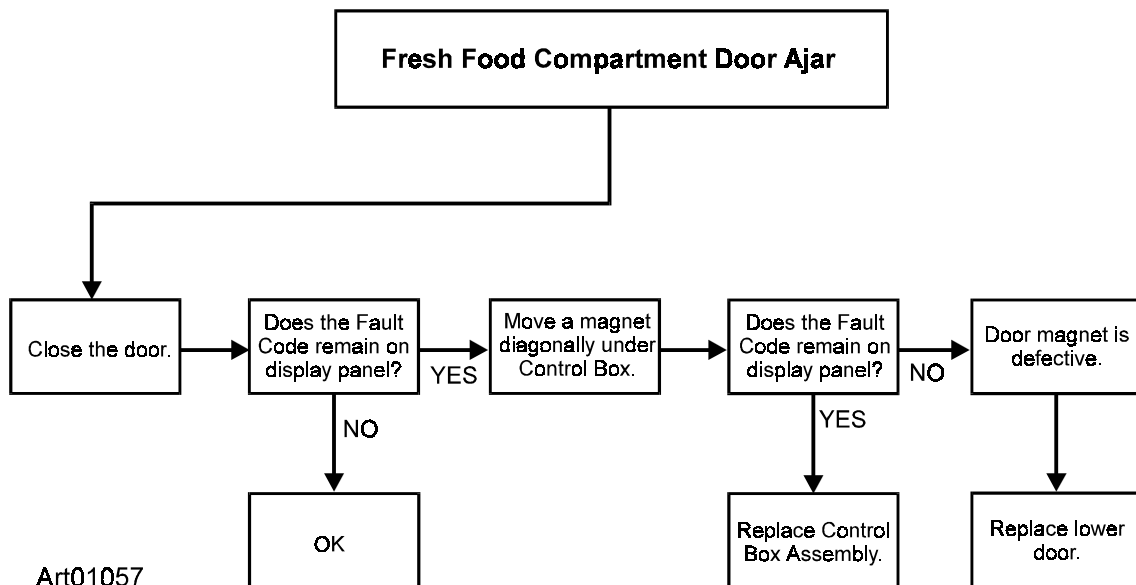 Fresh Food Compartment Door Ajar
Close the door.
Does the Fault
Code remain on
display panel?
YES
Move a magnet
diagonally under
Control Box.
Does the Fault
Code remain on
display panel?
NO
Door magnet is
defective.
NO
YES
OK
Replace Control
Box Assembly.
Replace lower
door.
Art01057